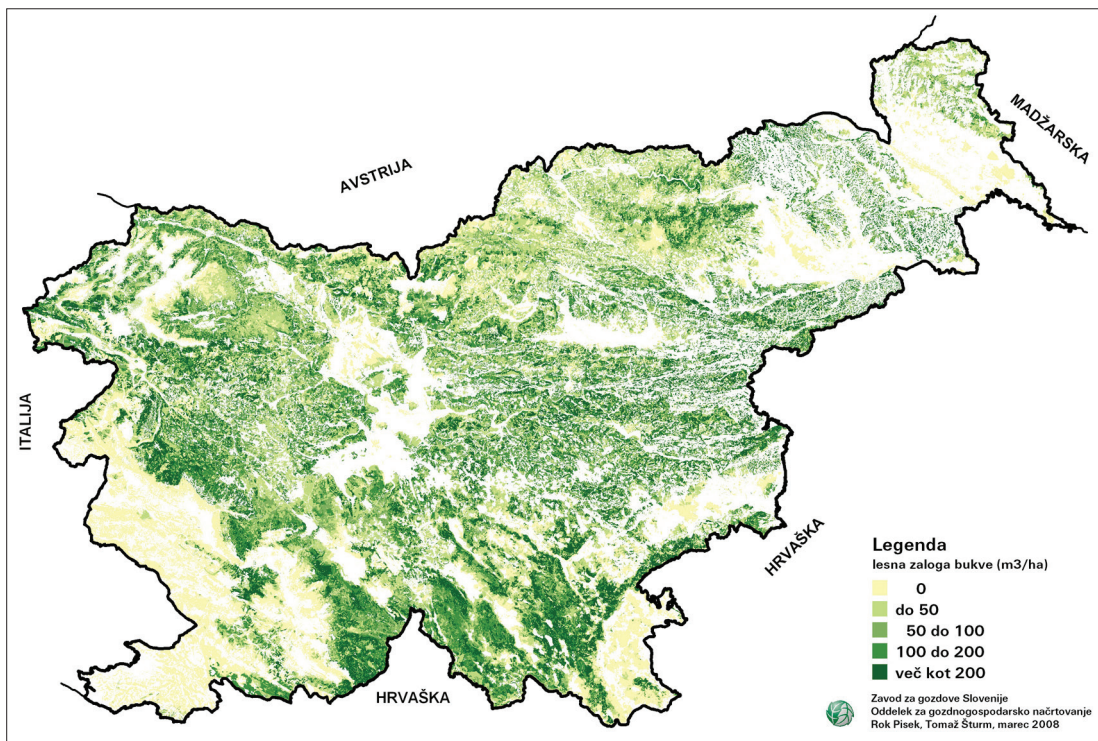 MADŽARSKA
AVSTRIJA
ITALIJA
HRVAŠKA
HRVAŠKA
Legenda
lesna zaloga bukve (m3/ha)
0
do 50
50 do 100
100 do 200
več kot 200
Zavod za gozdove Slovenije
Oddelek za gozdnogospodarsko načrtovanje
Rok Pisek, Tomaž Šturm, marec 2008